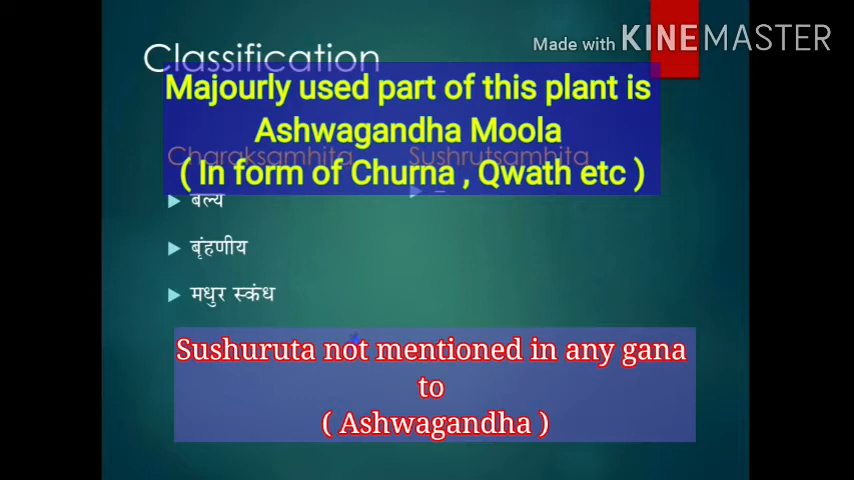 Classification
Made with KINEMASTER
Majourly used part of this plant is
Ashwagandha Moola
( In form of Churna , Qwath etc )
Charaksamhita
Sushrutsamhita
बल्य
–
बृंहणीय
मधुर स्कंध
Sushuruta not mentioned in any gana
to
( Ashwagandha )